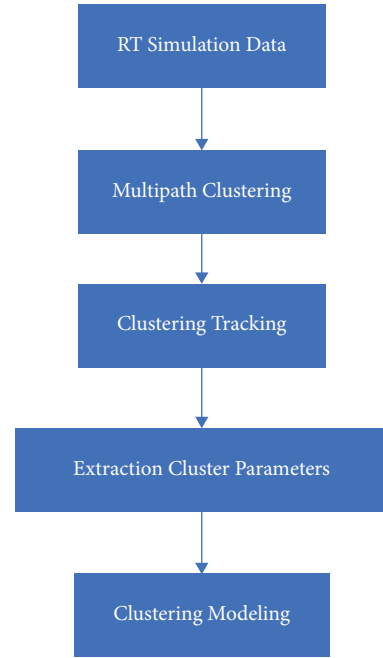 RT Simulation Data
Multipath Clustering
Clustering Tracking
Extraction Cluster Parameters
Clustering Modeling